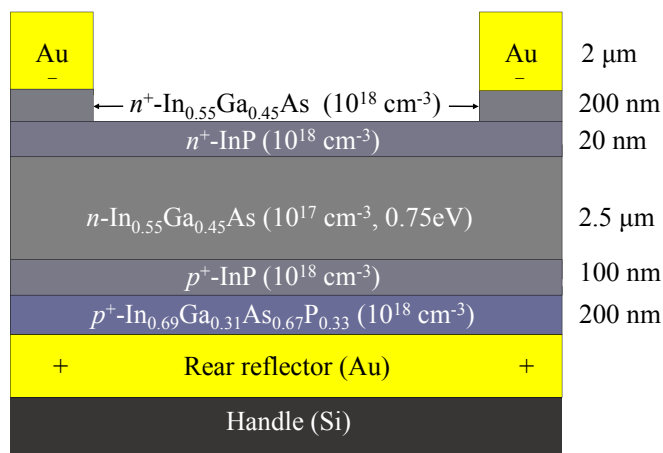 Au Au 2 μm
− −
n⁺-In₀.₅₅Ga₀.₄₅As (10¹⁸ cm⁻³) 200 nm
n⁺-InP (10¹⁸ cm⁻³) 20 nm
n-In₀.₅₅Ga₀.₄₅As (10¹⁷ cm⁻³, 0.75eV) 2.5 μm
p⁺-InP (10¹⁸ cm⁻³) 100 nm
p⁺-In₀.₆₉Ga₀.₃₁As₀.₆₇P₀.₃₃ (10¹⁸ cm⁻³) 200 nm
+ Rear reflector (Au) +
Handle (Si)